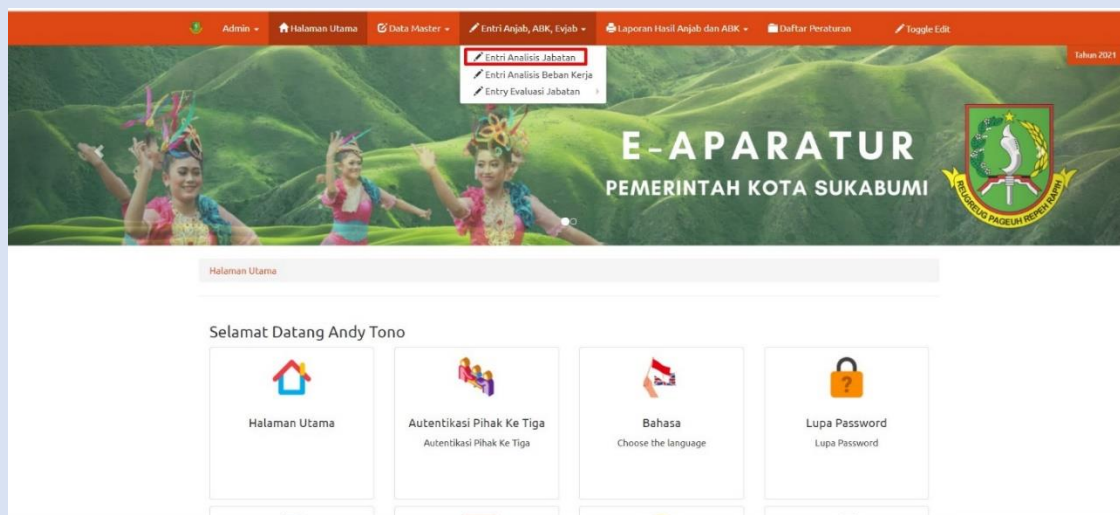 Admin
Halaman Utama
Data Master
Entri Anjab, ABK, Evjab
Laporan Hasil Anjab dan ABK
Daftar Peraturan
Toggle Edit
Entri Analisis Jabatan
Entri Analisis Beban Kerja
Entry Evaluasi Jabatan
Tahun 2021
E-APARATUR
PEMERINTAH KOTA SUKABUMI
REUGREUG PAGEUH REPEH RAPIH
Halaman Utama
Selamat Datang Andy Tono
Halaman Utama
Autentikasi Pihak Ke Tiga
Autentikasi Pihak Ke Tiga
Bahasa
Choose the language
Lupa Password
Lupa Password